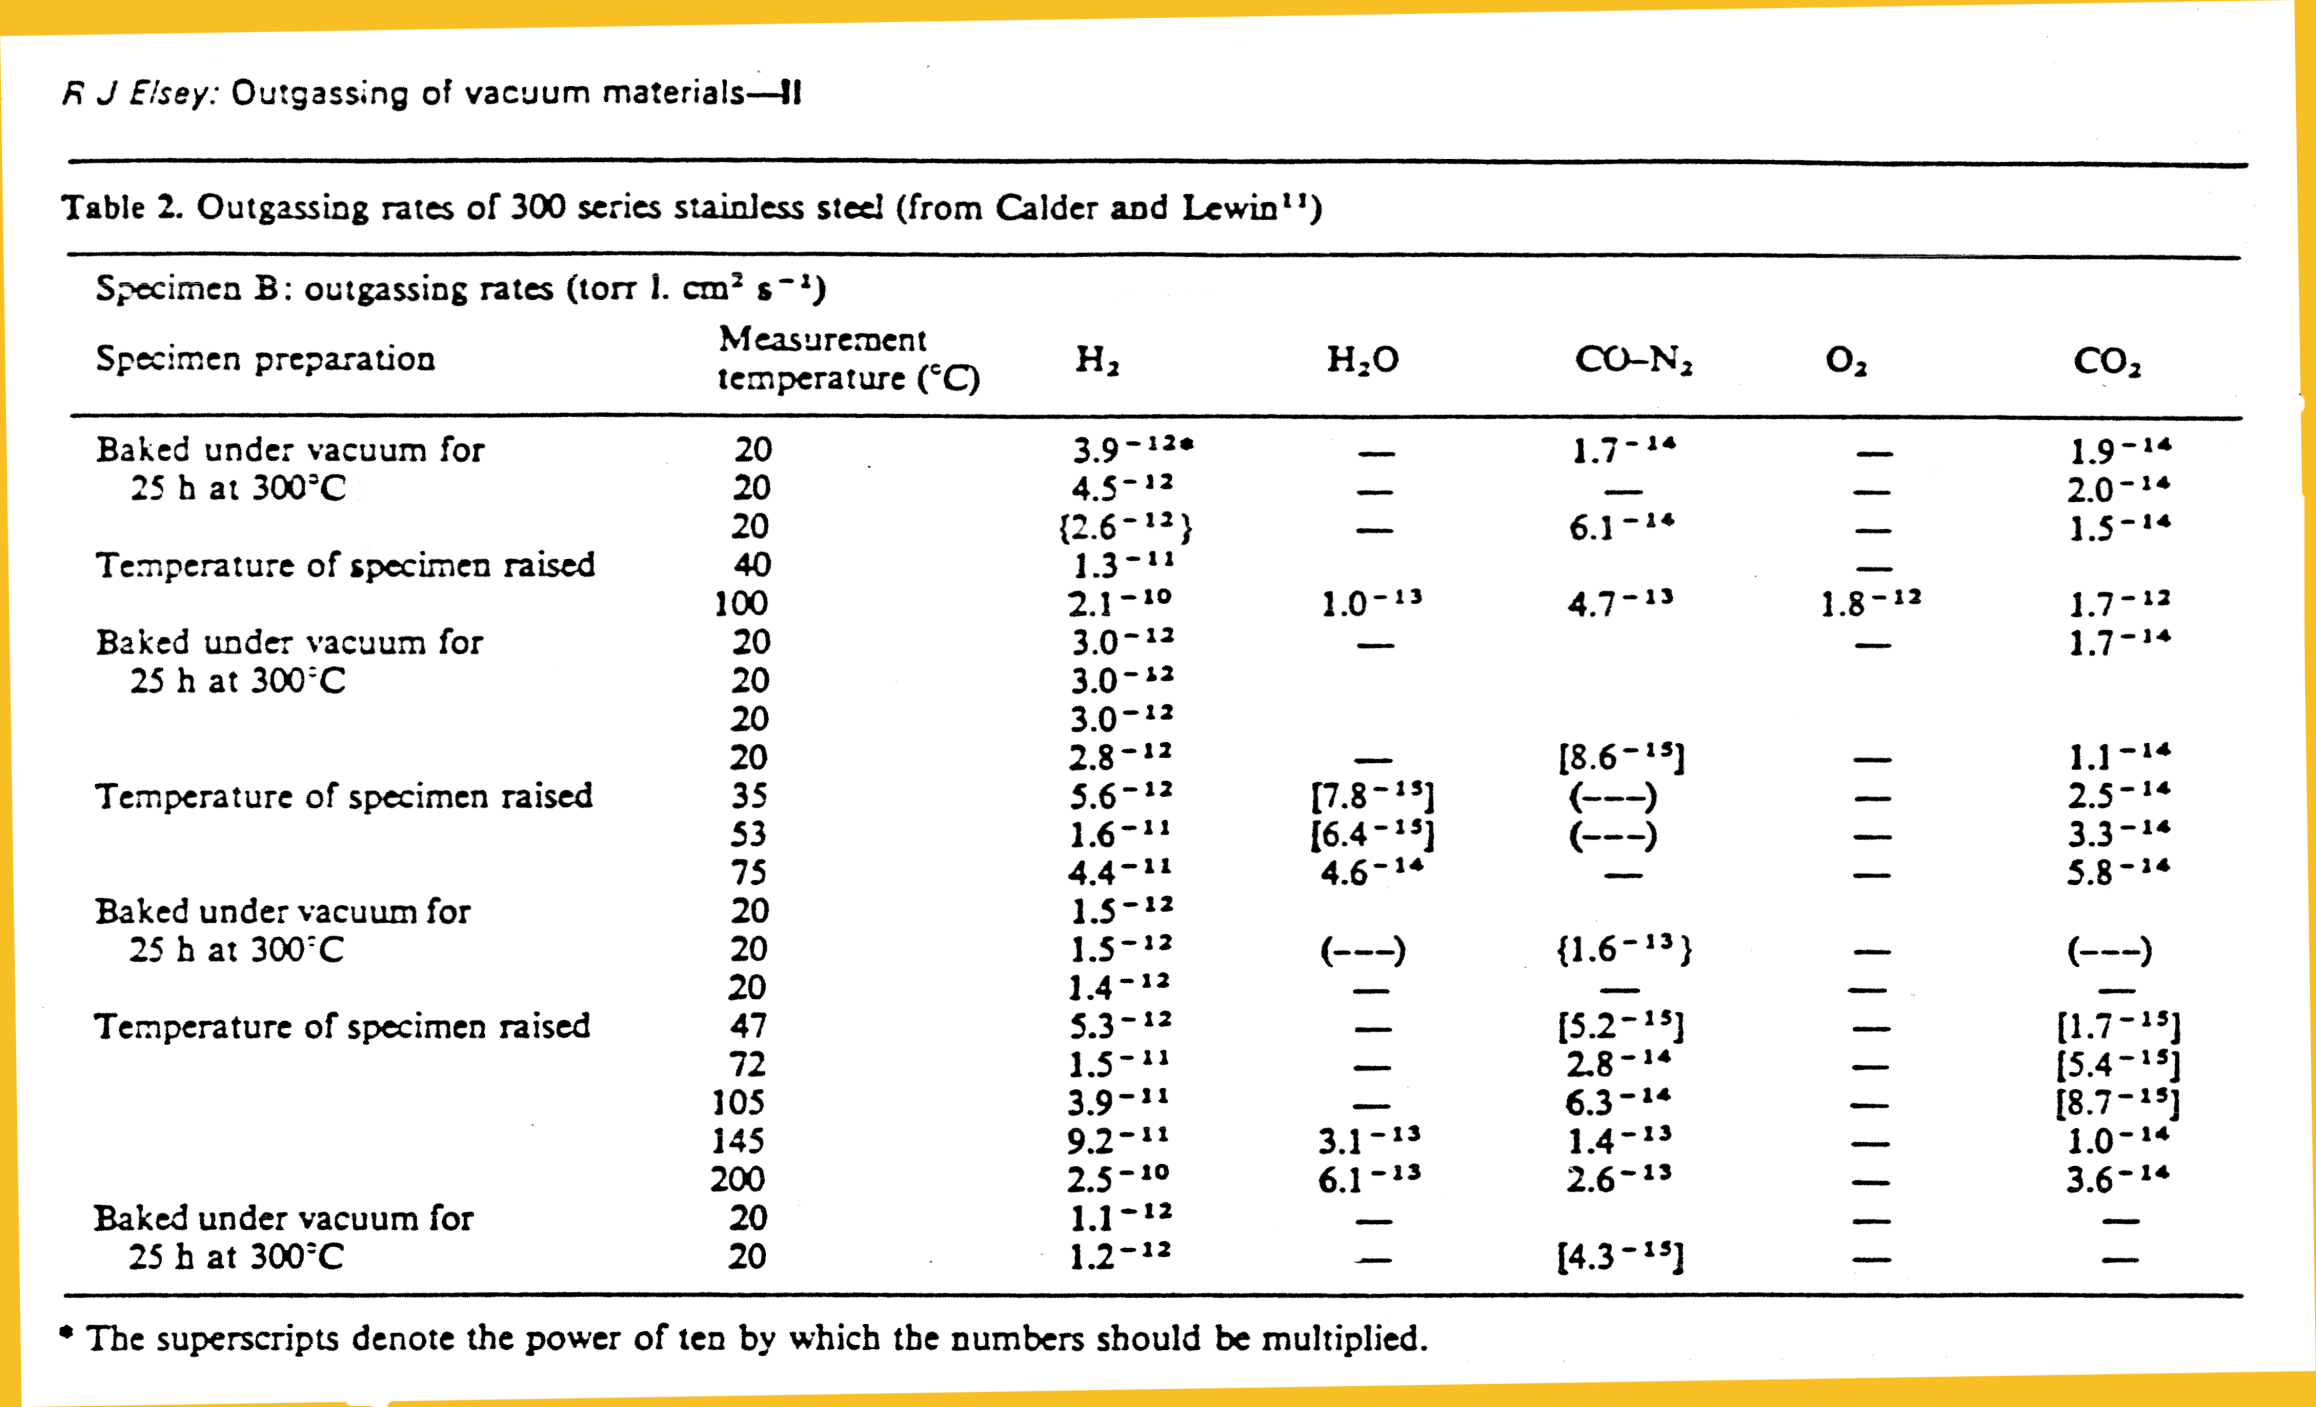 R J Elsey: Outgassing of vacuum materials—II
Table 2. Outgassing rates of 300 series stainless steel (from Calder and Lewin¹¹)
Specimen B: outgassing rates (torr l. cm² s⁻¹)
Specimen preparation Measurement temperature (°C) H₂ H₂O CO–N₂ O₂ CO₂
Baked under vacuum for 20 3.9⁻¹²* — 1.7⁻¹⁴ — 1.9⁻¹⁴
25 h at 300°C 20 4.5⁻¹² — — — 2.0⁻¹⁴
20 {2.6⁻¹²} — 6.1⁻¹⁴ — 1.5⁻¹⁴
Temperature of specimen raised 40 1.3⁻¹¹ —
100 2.1⁻¹⁰ 1.0⁻¹³ 4.7⁻¹³ 1.8⁻¹² 1.7⁻¹²
Baked under vacuum for 20 3.0⁻¹² — — 1.7⁻¹⁴
25 h at 300°C 20 3.0⁻¹²
20 3.0⁻¹²
20 2.8⁻¹² — [8.6⁻¹⁵] — 1.1⁻¹⁴
Temperature of specimen raised 35 5.6⁻¹² [7.8⁻¹⁵] (---) — 2.5⁻¹⁴
53 1.6⁻¹¹ [6.4⁻¹⁵] (---) — 3.3⁻¹⁴
75 4.4⁻¹¹ 4.6⁻¹⁴ — — 5.8⁻¹⁴
Baked under vacuum for 20 1.5⁻¹²
25 h at 300°C 20 1.5⁻¹² (---) {1.6⁻¹³} — (---)
20 1.4⁻¹² — — — —
Temperature of specimen raised 47 5.3⁻¹² — [5.2⁻¹⁵] — [1.7⁻¹⁵]
72 1.5⁻¹¹ — 2.8⁻¹⁴ — [5.4⁻¹⁵]
105 3.9⁻¹¹ — 6.3⁻¹⁴ — [8.7⁻¹⁵]
145 9.2⁻¹¹ 3.1⁻¹³ 1.4⁻¹³ — 1.0⁻¹⁴
200 2.5⁻¹⁰ 6.1⁻¹³ 2.6⁻¹³ — 3.6⁻¹⁴
Baked under vacuum for 20 1.1⁻¹² — — —
25 h at 300°C 20 1.2⁻¹² — [4.3⁻¹⁵] — —
* The superscripts denote the power of ten by which the numbers should be multiplied.